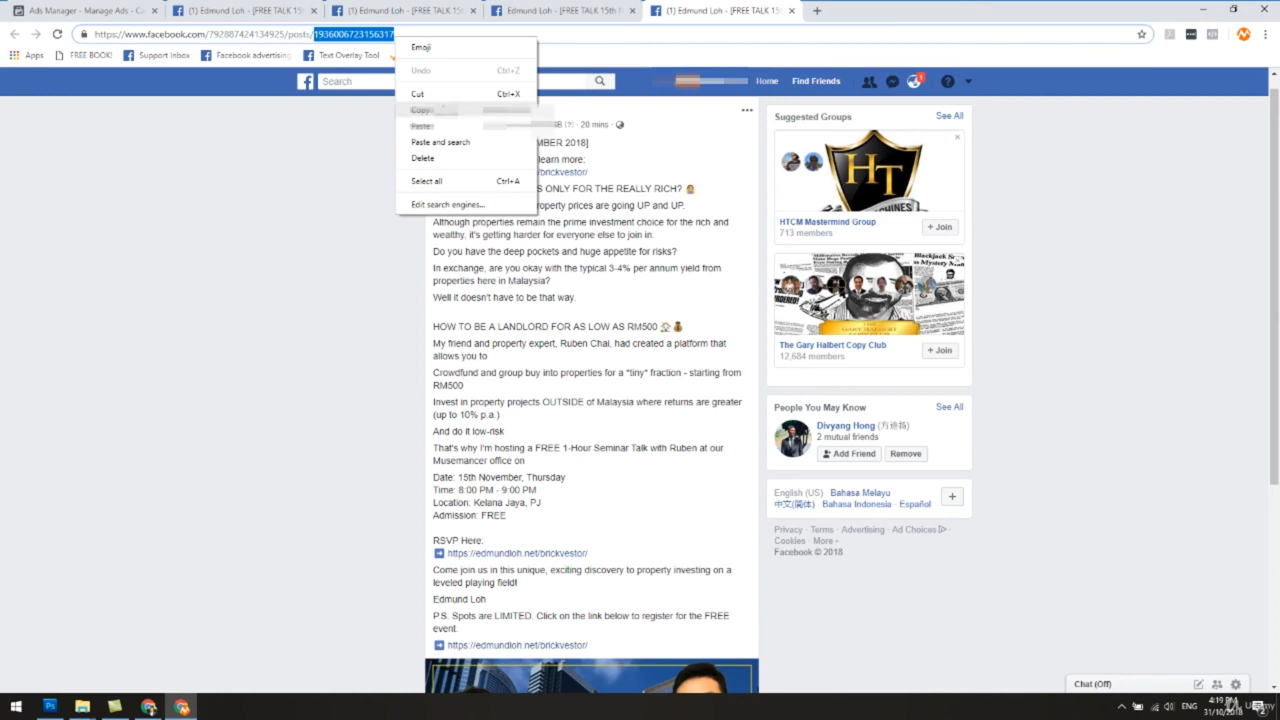 Ads Manager - Manage Ads - Ca
(1) Edmund Loh - [FREE TALK 15t
(1) Edmund Loh - [FREE TALK 15t
Edmund Loh - [FREE TALK 15th N
(1) Edmund Loh - [FREE TALK 15t
https://www.facebook.com/792887424134925/posts/1936006723156317
Apps
FREE BOOK!
Support Inbox
Facebook advertising
Text Overlay Tool
Emoji
Undo Ctrl+Z
Cut Ctrl+X
Copy
Paste
Paste and search
Delete
Select all Ctrl+A
Edit search engines...
Search
Home
Find Friends
20 mins
MBER 2018]
learn more:
/brickvestor/
S ONLY FOR THE REALLY RICH?
operty prices are going UP and UP.
Although properties remain the prime investment choice for the rich and
wealthy, it's getting harder for everyone else to join in.
Do you have the deep pockets and huge appetite for risks?
In exchange, are you okay with the typical 3-4% per annum yield from
properties here in Malaysia?
Well it doesn't have to be that way.
HOW TO BE A LANDLORD FOR AS LOW AS RM500
My friend and property expert, Ruben Chai, had created a platform that
allows you to
Crowdfund and group buy into properties for a "tiny" fraction - starting from
RM500
Invest in property projects OUTSIDE of Malaysia where returns are greater
(up to 10% p.a.)
And do it low-risk
That's why I'm hosting a FREE 1-Hour Seminar Talk with Ruben at our
Musemancer office on
Date: 15th November, Thursday
Time: 8:00 PM - 9:00 PM
Location: Kelana Jaya, PJ
Admission: FREE
RSVP Here:
https://edmundloh.net/brickvestor/
Come join us in this unique, exciting discovery to property investing on a
leveled playing field!
Edmund Loh
P.S. Spots are LIMITED. Click on the link below to register for the FREE
event.
https://edmundloh.net/brickvestor/
Suggested Groups See All
HT
HTCM Mastermind Group
713 members
+ Join
The Gary Halbert Copy Club
12,684 members
+ Join
People You May Know See All
Divyang Hong
2 mutual friends
Add Friend Remove
English (US) Bahasa Melayu
中文(简体) Bahasa Indonesia Español
Privacy Terms Advertising Ad Choices
Cookies More
Facebook © 2018
Chat (Off)
ENG
4:19 PM
31/10/2018
Udemy